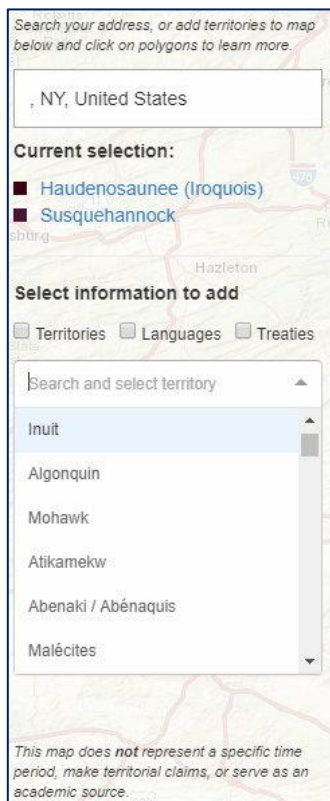 Search your address, or add territories to map
below and click on polygons to learn more.
, NY, United States
Current selection:
Haudenosaunee (Iroquois)
Susquehannock
476
sburg
Hazleton
Select information to add
Territories Languages Treaties
Search and select territory
Inuit
Algonquin
Mohawk
Atikamekw
Abenaki / Abénaquis
Malécites
This map does not represent a specific time
period, make territorial claims, or serve as an
academic source.